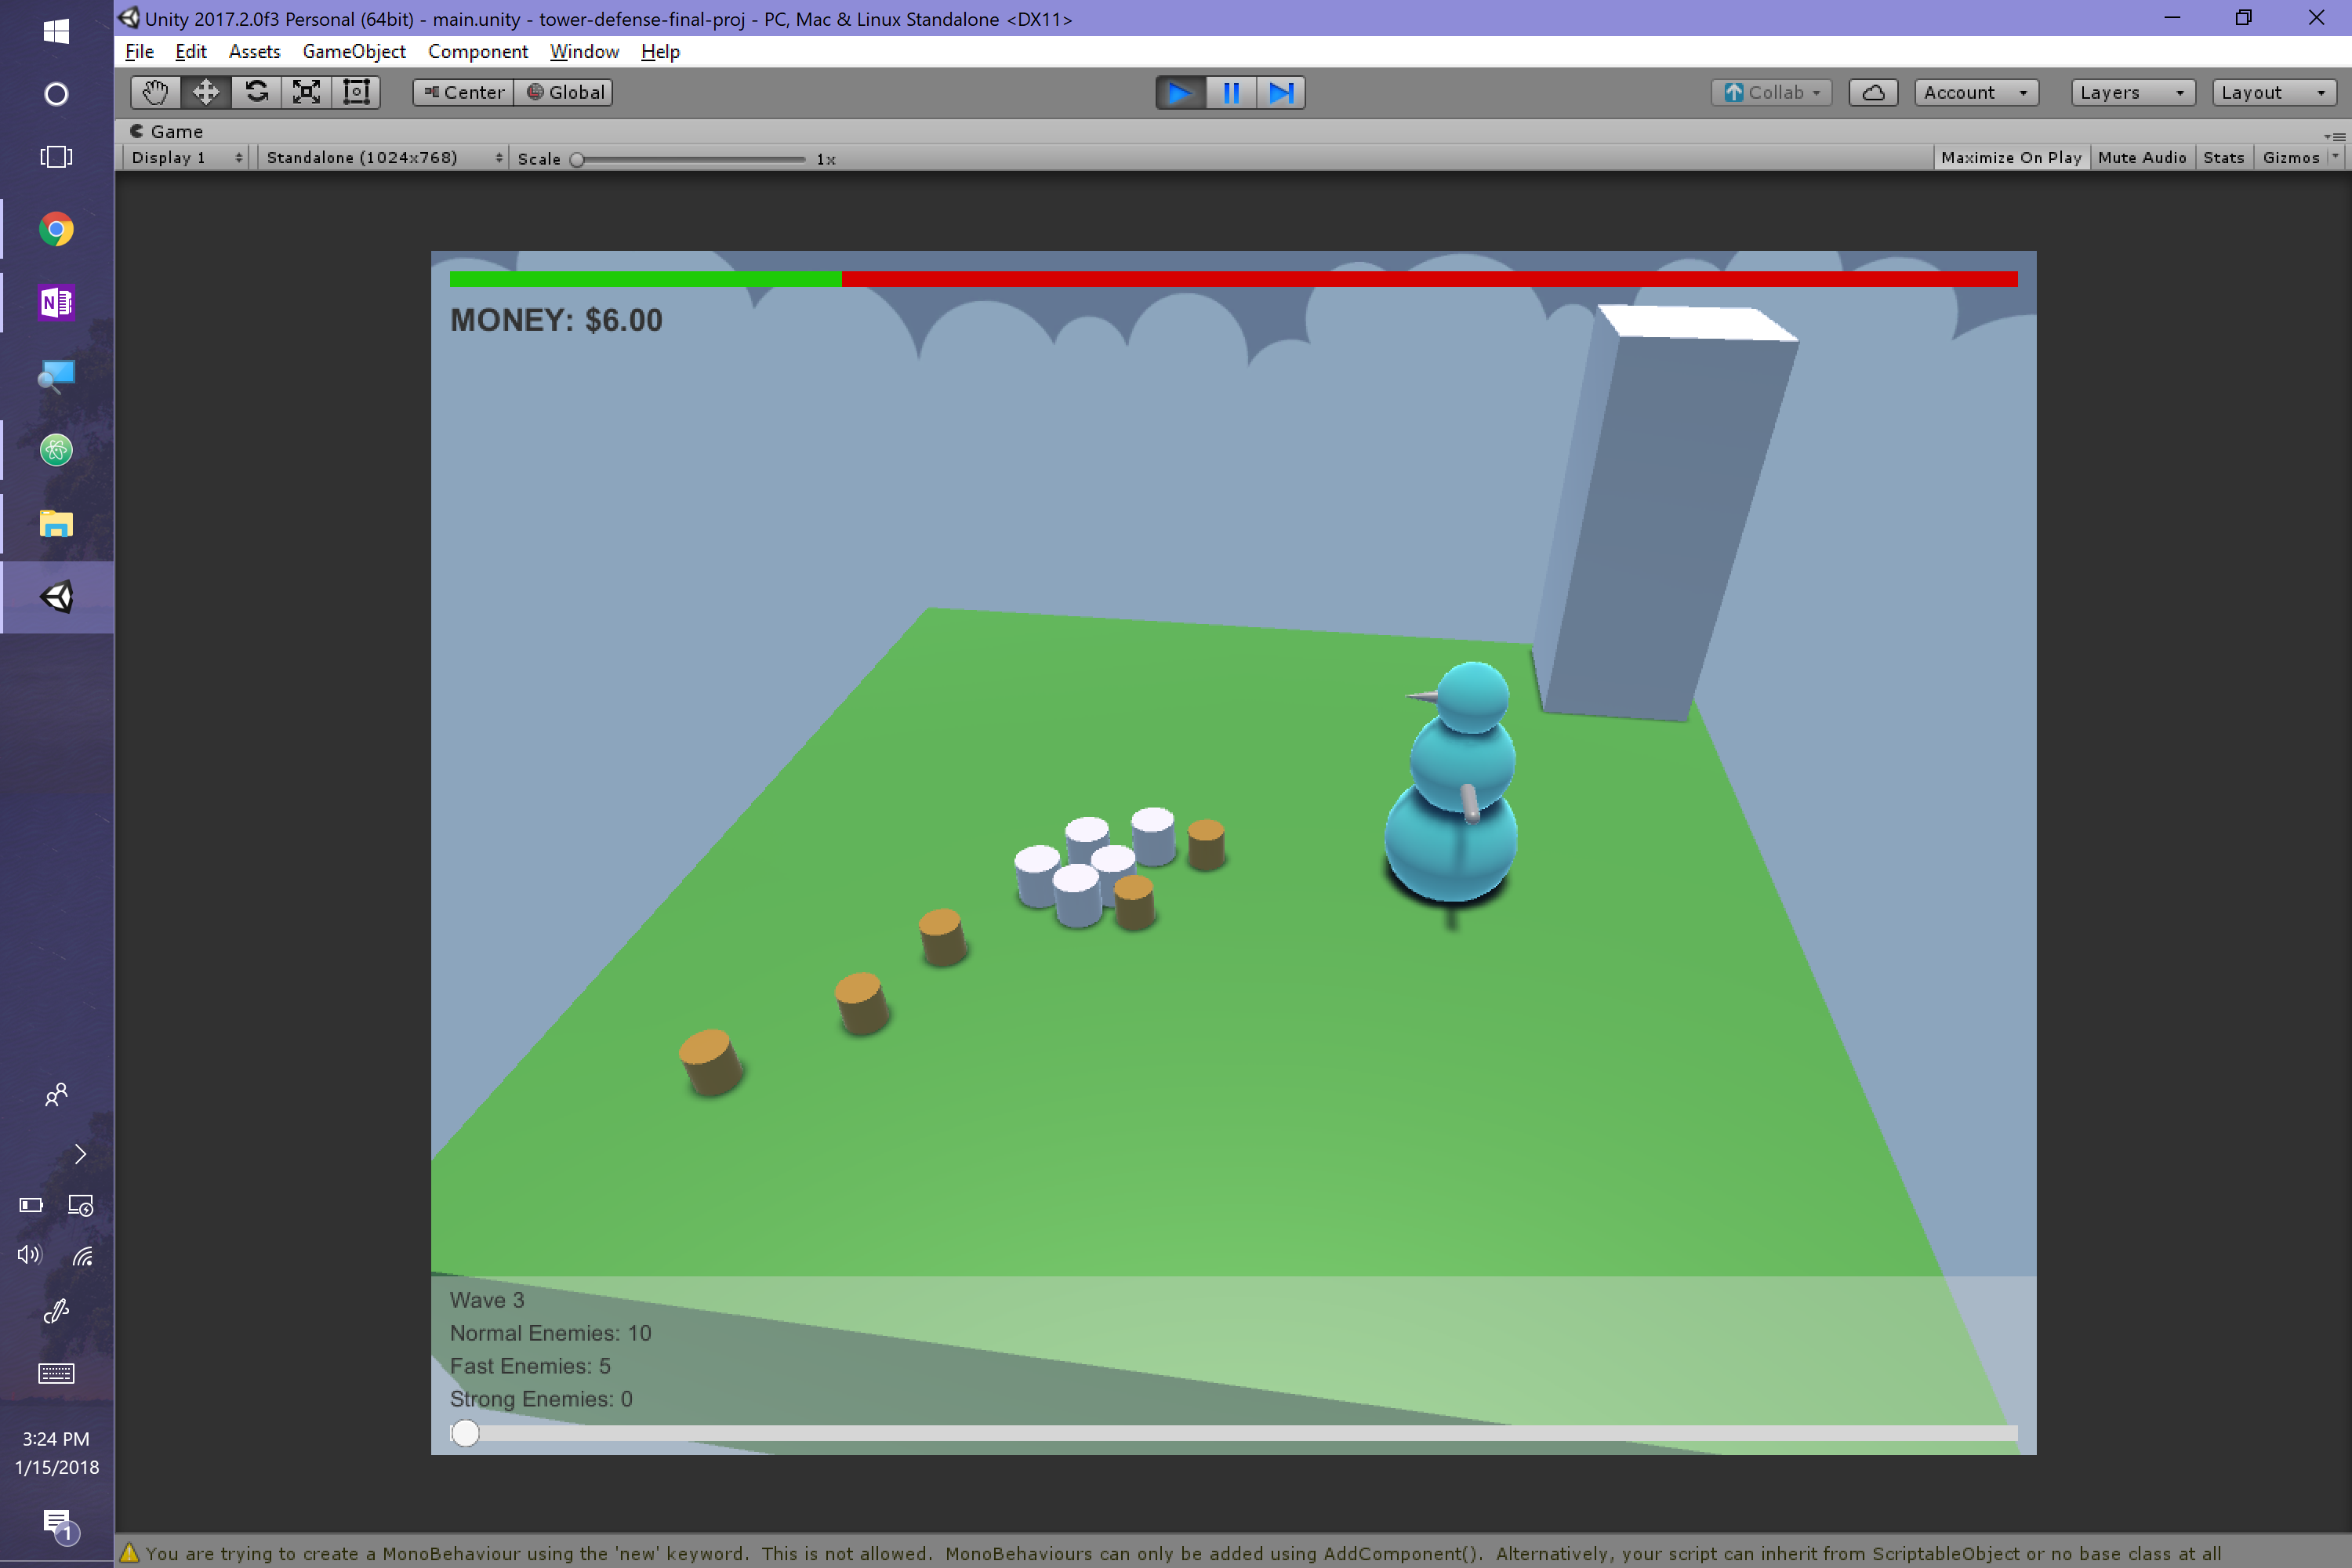 Unity 2017.2.0f3 Personal (64bit) - main.unity - tower-defense-final-proj - PC, Mac & Linux Standalone <DX11>
File Edit Assets GameObject Component Window Help
Center Global Collab Account Layers Layout
Game
Display 1 Standalone (1024x768) Scale 1x Maximize On Play Mute Audio Stats Gizmos
MONEY: $6.00
Wave 3
Normal Enemies: 10
Fast Enemies: 5
Strong Enemies: 0
N
3:24 PM
1/15/2018
1
You are trying to create a MonoBehaviour using the 'new' keyword. This is not allowed. MonoBehaviours can only be added using AddComponent(). Alternatively, your script can inherit from ScriptableObject or no base class at all